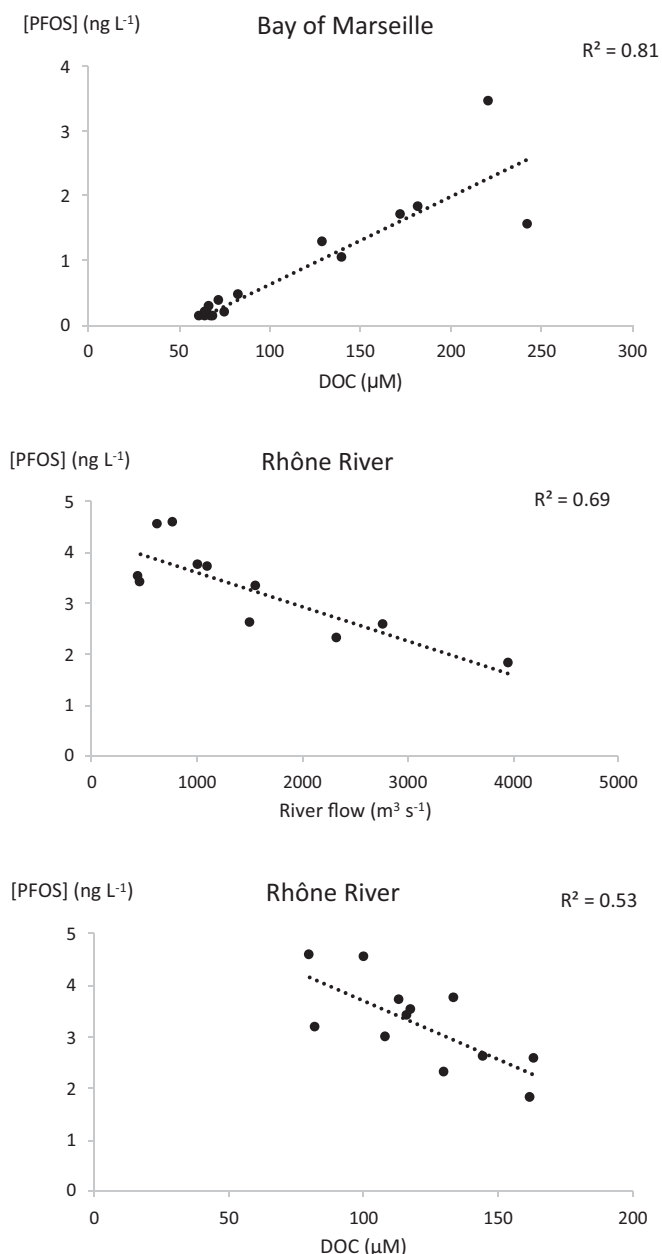 [PFOS] (ng L⁻¹) Bay of Marseille
R² = 0.81
4
3
2
1
0
0 50 100 150 200 250 300
DOC (µM)
[PFOS] (ng L⁻¹) Rhône River
R² = 0.69
5
4
3
2
1
0
0 1000 2000 3000 4000 5000
River flow (m³ s⁻¹)
[PFOS] (ng L⁻¹) Rhône River
R² = 0.53
5
4
3
2
1
0
0 50 100 150 200
DOC (µM)